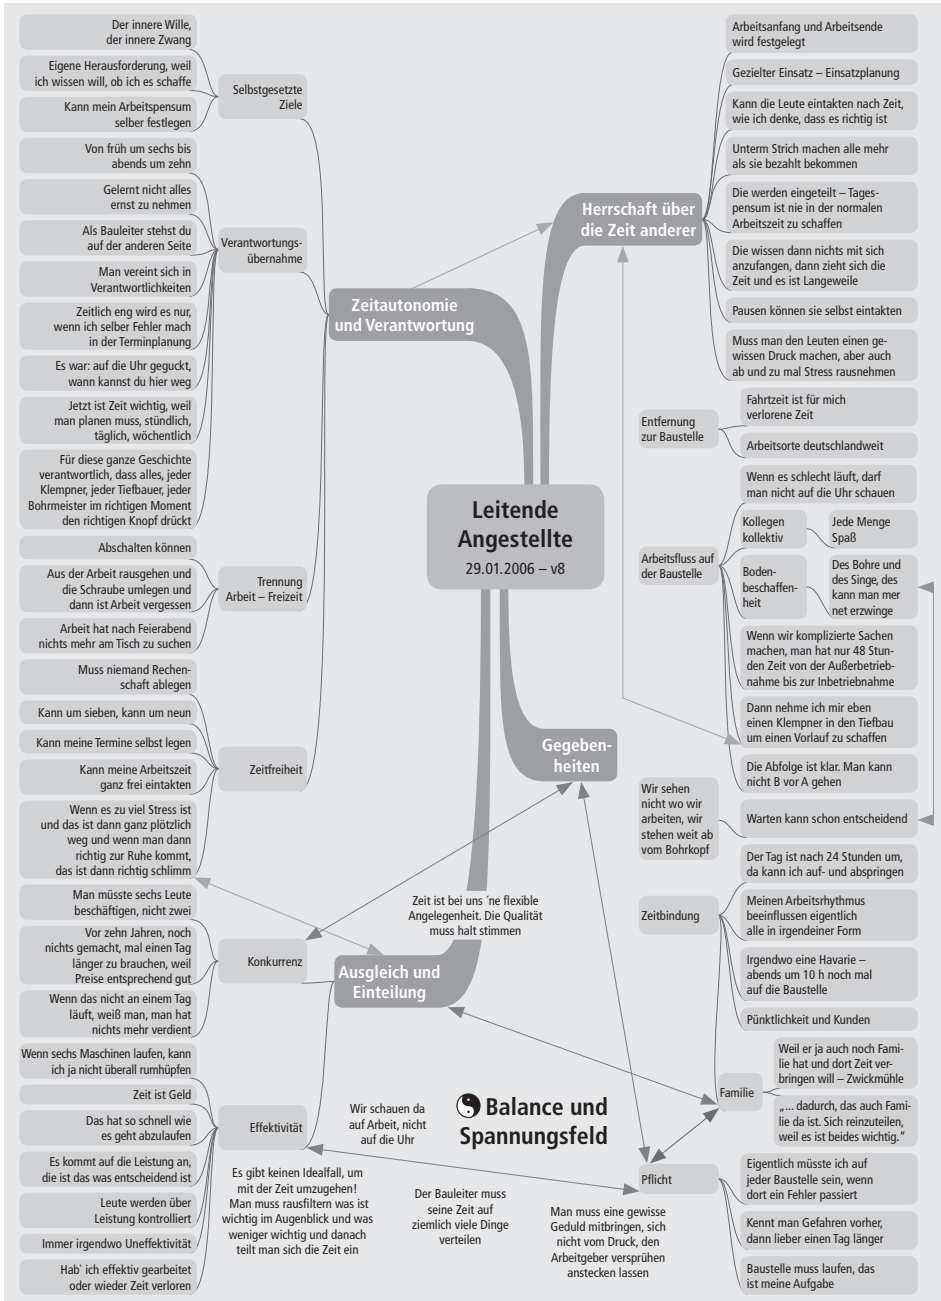 Der innere Wille,
der innere Zwang
Eigene Herausforderung, weil
ich wissen will, ob ich es schaffe
Kann mein Arbeitspensum
selber festlegen
Selbstgesetzte
Ziele
Von früh um sechs bis
abends um zehn
Gelernt nicht alles
ernst zu nehmen
Als Bauleiter stehst du
auf der anderen Seite
Man vereint sich in
Verantwortlichkeiten
Zeitlich eng wird es nur,
wenn ich selber Fehler mach
in der Terminplanung
Es war: auf die Uhr geguckt,
wann kannst du hier weg
Jetzt ist Zeit wichtig, weil
man planen muss, stündlich,
täglich, wöchentlich
Für diese ganze Geschichte
verantwortlich, dass alles, jeder
Klempner, jeder Tiefbauer, jeder
Bohrmeister im richtigen Moment
den richtigen Knopf drückt
Verantwortungs-
übernahme
Abschalten können
Aus der Arbeit rausgehen und
die Schraube umlegen und
dann ist Arbeit vergessen
Arbeit hat nach Feierabend
nichts mehr am Tisch zu suchen
Trennung
Arbeit – Freizeit
Muss niemand Rechen-
schaft ablegen
Kann um sieben, kann um neun
Kann meine Termine selbst legen
Kann meine Arbeitszeit
ganz frei eintakten
Wenn es zu viel Stress ist
und das ist dann ganz plötzlich
weg und wenn man dann
richtig zur Ruhe kommt,
das ist dann richtig schlimm
Zeitfreiheit
Zeitautonomie
und Verantwortung
Man müsste sechs Leute
beschäftigen, nicht zwei
Vor zehn Jahren, noch
nichts gemacht, mal einen Tag
länger zu brauchen, weil
Preise entsprechend gut
Wenn das nicht an einem Tag
läuft, weiß man, man hat
nichts mehr verdient
Konkurrenz
Wenn sechs Maschinen laufen, kann
ich ja nicht überall rumhüpfen
Zeit ist Geld
Das hat so schnell wie
es geht abzulaufen
Es kommt auf die Leistung an,
die ist das was entscheidend ist
Leute werden über
Leistung kontrolliert
Immer irgendwo Uneffektivität
Hab` ich effektiv gearbeitet
oder wieder Zeit verloren
Effektivität
Ausgleich und
Einteilung
Leitende
Angestellte
29.01.2006 – v8
Herrschaft über
die Zeit anderer
Arbeitsanfang und Arbeitsende
wird festgelegt
Gezielter Einsatz – Einsatzplanung
Kann die Leute eintakten nach Zeit,
wie ich denke, dass es richtig ist
Unterm Strich machen alle mehr
als sie bezahlt bekommen
Die werden eingeteilt – Tages-
pensum ist nie in der normalen
Arbeitszeit zu schaffen
Die wissen dann nichts mit sich
anzufangen, dann zieht sich die
Zeit und es ist Langeweile
Pausen können sie selbst eintakten
Muss man den Leuten einen ge-
wissen Druck machen, aber auch
ab und zu mal Stress rausnehmen
Gegeben-
heiten
Entfernung
zur Baustelle
Fahrtzeit ist für mich
verlorene Zeit
Arbeitsorte deutschlandweit
Arbeitsfluss auf
der Baustelle
Wenn es schlecht läuft, darf
man nicht auf die Uhr schauen
Kollegen
kollektiv
Jede Menge
Spaß
Boden-
beschaffen-
heit
Des Bohre und
des Singe, des
kann man mer
net erzwinge
Wenn wir komplizierte Sachen
machen, man hat nur 48 Stun-
den Zeit von der Außerbetrieb-
nahme bis zur Inbetriebnahme
Dann nehme ich mir eben
einen Klempner in den Tiefbau
um einen Vorlauf zu schaffen
Die Abfolge ist klar. Man kann
nicht B vor A gehen
Wir sehen
nicht wo wir
arbeiten, wir
stehen weit ab
vom Bohrkopf
Warten kann schon entscheidend
Zeitbindung
Der Tag ist nach 24 Stunden um,
da kann ich auf- und abspringen
Meinen Arbeitsrhythmus
beeinflussen eigentlich
alle in irgendeiner Form
Irgendwo eine Havarie –
abends um 10 h noch mal
auf die Baustelle
Pünktlichkeit und Kunden
Familie
Weil er ja auch noch Fami-
lie hat und dort Zeit ver-
bringen will – Zwickmühle
„... dadurch, das auch Fami-
lie da ist. Sich reinzuteilen,
weil es ist beides wichtig.“
Pflicht
Eigentlich müsste ich auf
jeder Baustelle sein, wenn
dort ein Fehler passiert
Kennt man Gefahren vorher,
dann lieber einen Tag länger
Baustelle muss laufen, das
ist meine Aufgabe
Zeit ist bei uns ´ne flexible
Angelegenheit. Die Qualität
muss halt stimmen
Balance und
Spannungsfeld
Wir schauen da
auf Arbeit, nicht
auf die Uhr
Es gibt keinen Idealfall, um
mit der Zeit umzugehen!
Man muss rausfiltern was ist
wichtig im Augenblick und was
weniger wichtig und danach
teilt man sich die Zeit ein
Der Bauleiter muss
seine Zeit auf
ziemlich viele Dinge
verteilen
Man muss eine gewisse
Geduld mitbringen, sich
nicht vom Druck, den
Arbeitgeber versprühen
anstecken lassen